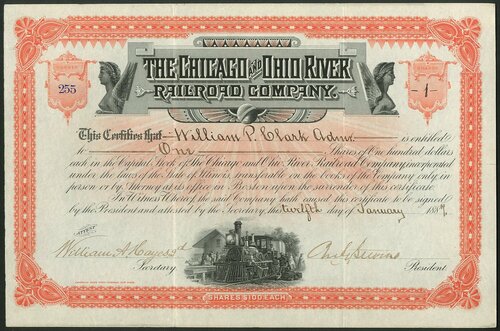 THE CHICAGO AND OHIO RIVER
RAILROAD COMPANY.
255
-1-
This Certifies that William P. Clark Admr. is entitled
to One Shares of One hundred dollars
each in the Capital Stock of the Chicago and Ohio River Railroad Company, incorporated
under the laws of the State of Illinois, transferable on the books of the Company only in
person or by Attorney at its office in Boston upon the surrender of this certificate.
In Witness Whereof the said Company hath caused this certificate to be signed
by the President and attested by the Secretary, the twelfth day of January 188
ATTEST
William A. Hayes
Secretary.
President
SHARES $100 EACH.